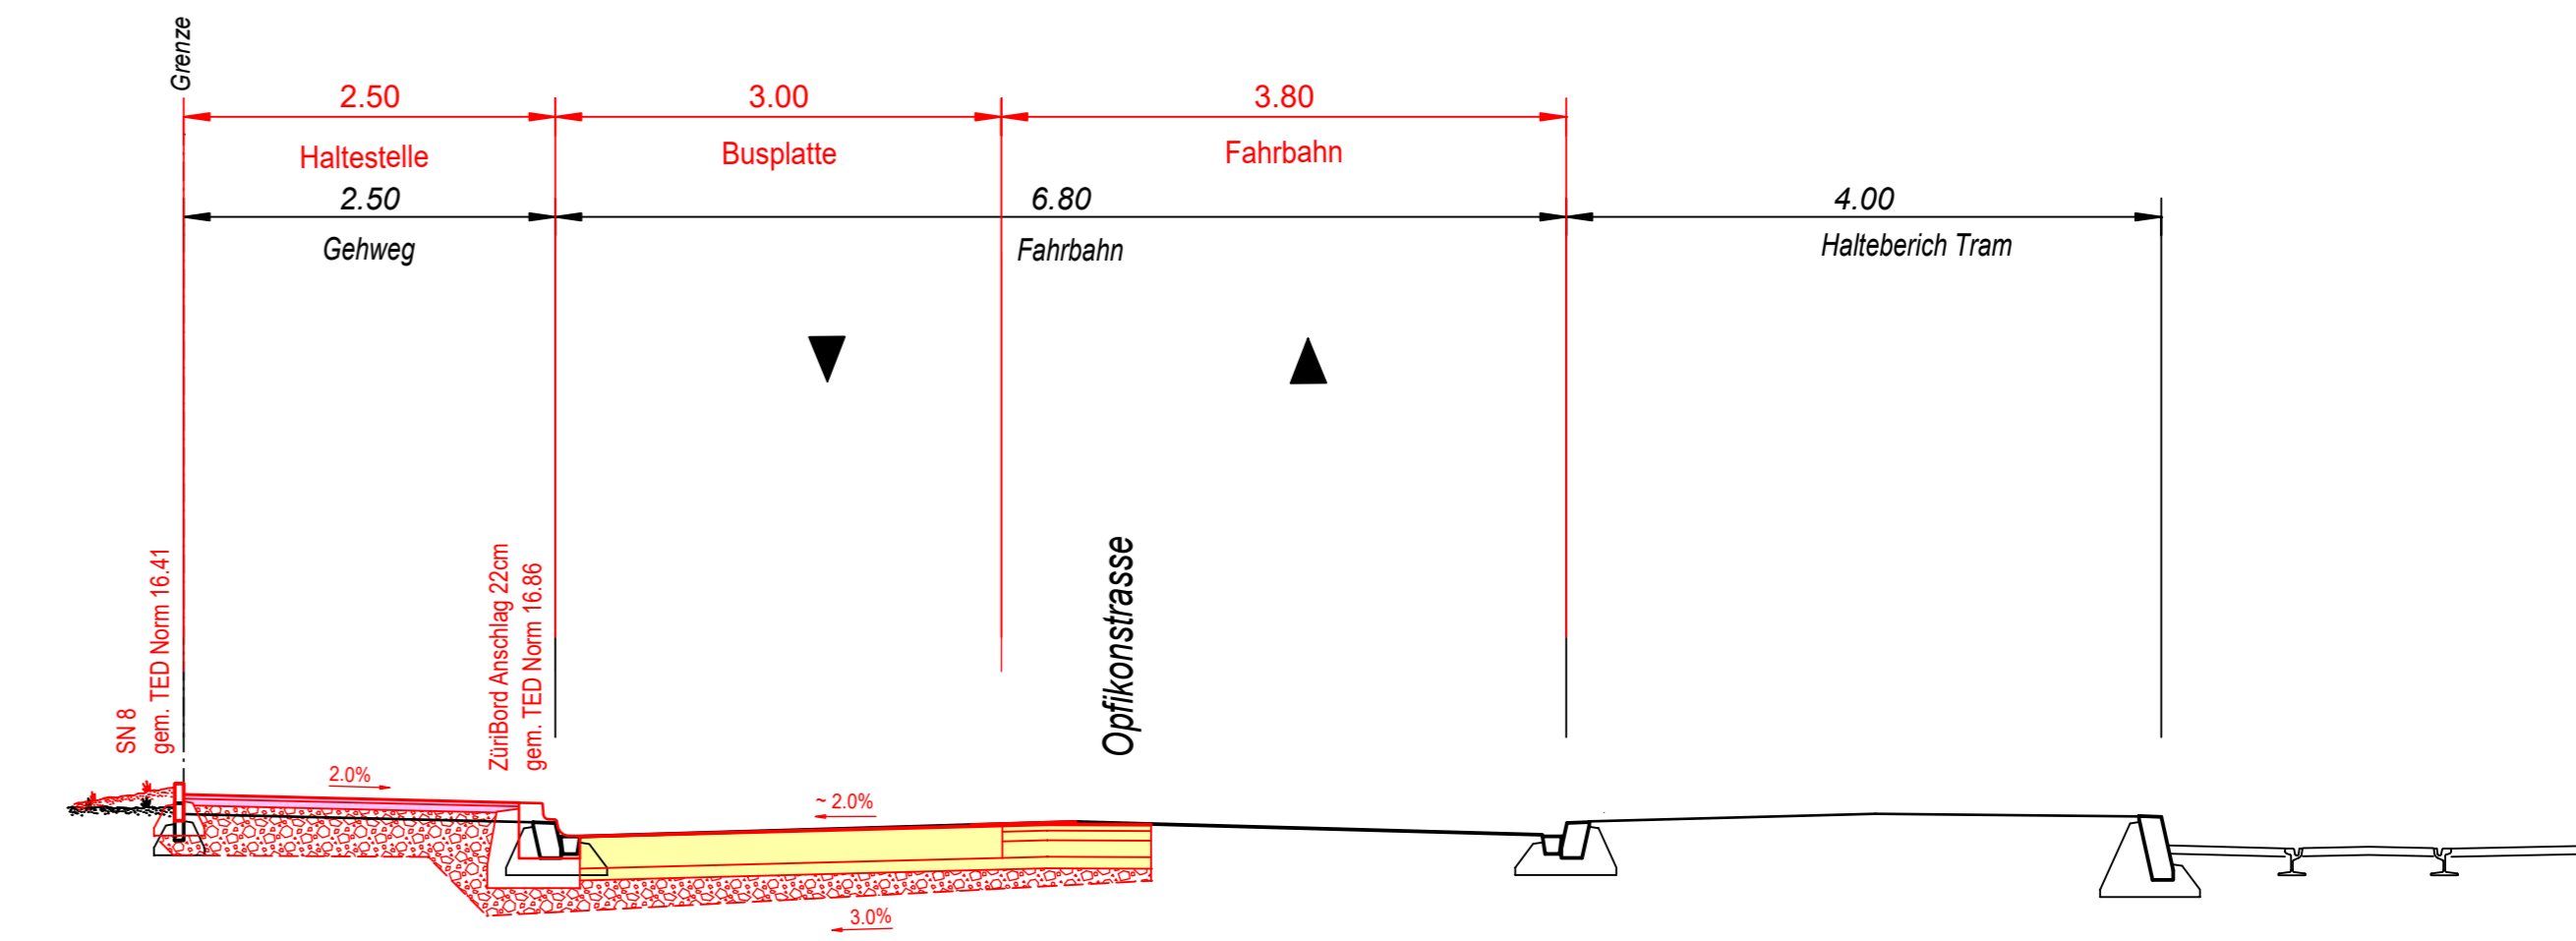 Grenze
2.50
3.00
3.80
Haltestelle
Busplatte
Fahrbahn
2.50
6.80
4.00
Gehweg
Fahrbahn
Halteberich Tram
SN 8
gem. TED Norm 16.41
ZüriBord Anschlag 22cm
gem. TED Norm 16.86
Opfikonstrasse
2.0%
~ 2.0%
3.0%